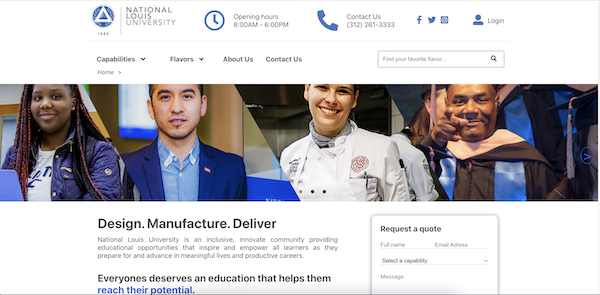 NATIONAL
LOUIS
UNIVERSITY
1886
Opening hours
8:00AM - 6:00PM
Contact Us
(312) 261-3333
Login
Capabilities Flavors About Us Contact Us
Find your favorite flavor...
Home >
Design. Manufacture. Deliver
National Louis University is an inclusive, innovate community providing
educational opportunities that inspire and empower all learners as they
prepare for and advance in meaningful lives and productive careers.
Everyones deserves an education that helps them
reach their potential.
Request a quote
Full name Email Adress
Select a capability
Message